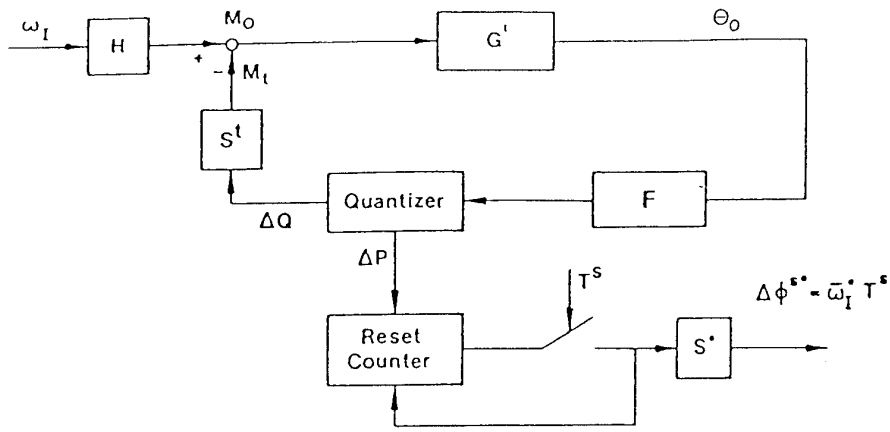 ω_I
H
M_O
+
-
M_t
G'
Θ_O
S^t
ΔQ
Quantizer
F
ΔP
T^S
Reset
Counter
S^•
Δϕ^s• = ω̄_I^• T^s